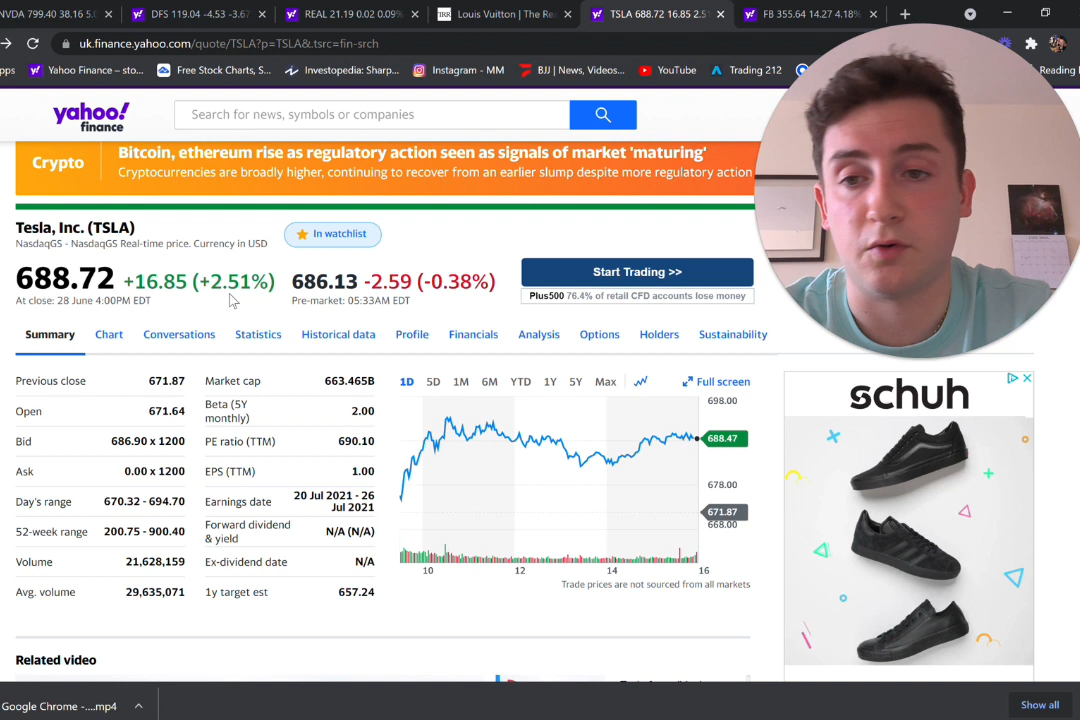 NVDA 799.40 38.16 5.0
DFS 119.04 -4.53 -3.67
REAL 21.19 0.02 0.09%
TRR Louis Vuitton | The Re
TSLA 688.72 16.85 2.51
FB 355.64 14.27 4.18%
uk.finance.yahoo.com/quote/TSLA?p=TSLA&.tsrc=fin-srch
pps
Yahoo Finance – sto...
Free Stock Charts, S...
Investopedia: Sharp...
Instagram - MM
BJJ | News, Videos...
YouTube
Trading 212
Reading
yahoo!
finance
Search for news, symbols or companies
Crypto
Bitcoin, ethereum rise as regulatory action seen as signals of market 'maturing'
Cryptocurrencies are broadly higher, continuing to recover from an earlier slump despite more regulatory action
Tesla, Inc. (TSLA)
NasdaqGS - NasdaqGS Real-time price. Currency in USD
In watchlist
688.72 +16.85 (+2.51%)
At close: 28 June 4:00PM EDT
686.13 -2.59 (-0.38%)
Pre-market: 05:33AM EDT
Start Trading >>
Plus500 76.4% of retail CFD accounts lose money
Summary Chart Conversations Statistics Historical data Profile Financials Analysis Options Holders Sustainability
Previous close 671.87
Open 671.64
Bid 686.90 x 1200
Ask 0.00 x 1200
Day's range 670.32 - 694.70
52-week range 200.75 - 900.40
Volume 21,628,159
Avg. volume 29,635,071
Market cap 663.465B
Beta (5Y
monthly) 2.00
PE ratio (TTM) 690.10
EPS (TTM) 1.00
Earnings date 20 Jul 2021 - 26
Jul 2021
Forward dividend
& yield N/A (N/A)
Ex-dividend date N/A
1y target est 657.24
1D 5D 1M 6M YTD 1Y 5Y Max
Full screen
698.00
688.47
678.00
671.87
668.00
10 12 14 16
Trade prices are not sourced from all markets
schuh
Related video
Google Chrome -....mp4
Show all